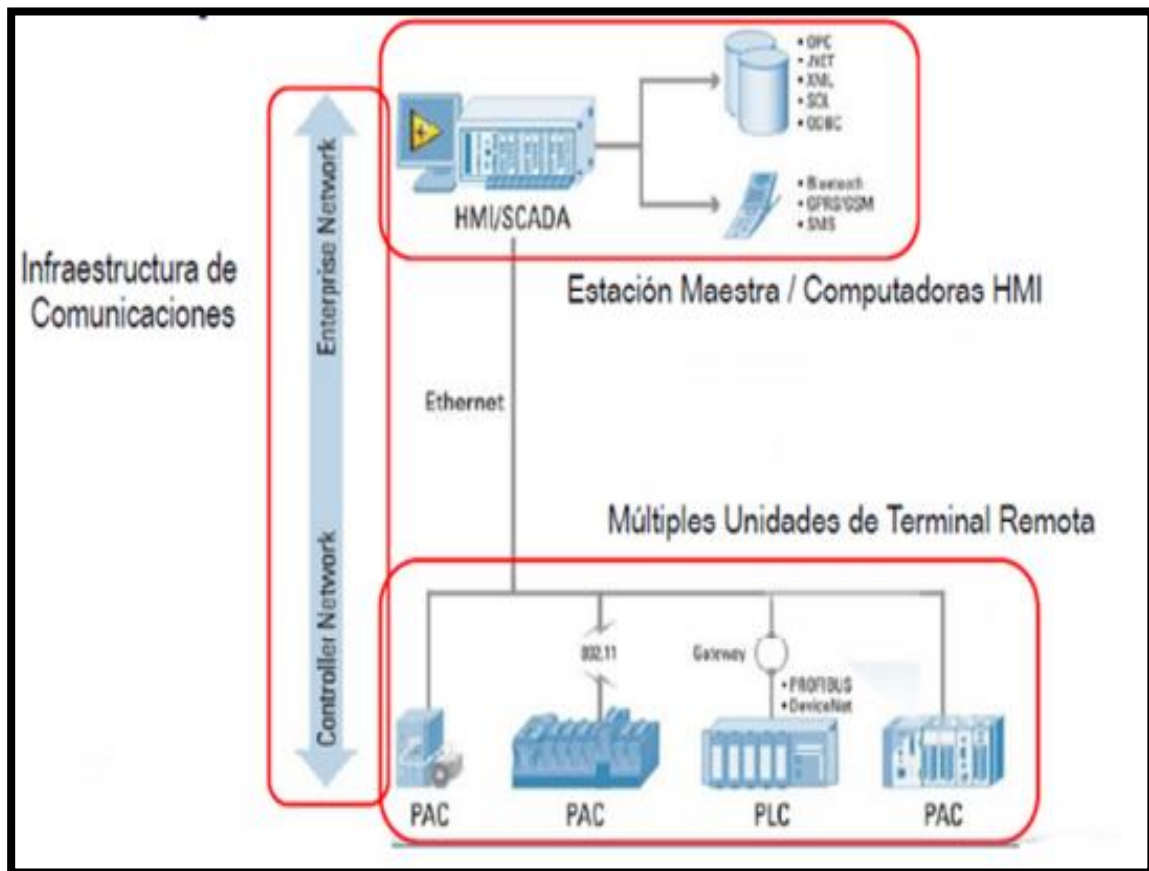 • OPC
• .NET
• XML
• SQL
• ODBC
HMI/SCADA
• Bluetooth
• GPRS/GSM
• SMS
Estación Maestra / Computadoras HMI
Infraestructura de
Comunicaciones
Enterprise Network
Controller Network
Ethernet
Múltiples Unidades de Terminal Remota
802.11
Gateway
• PROFIBUS
• DeviceNet
PAC
PAC
PLC
PAC